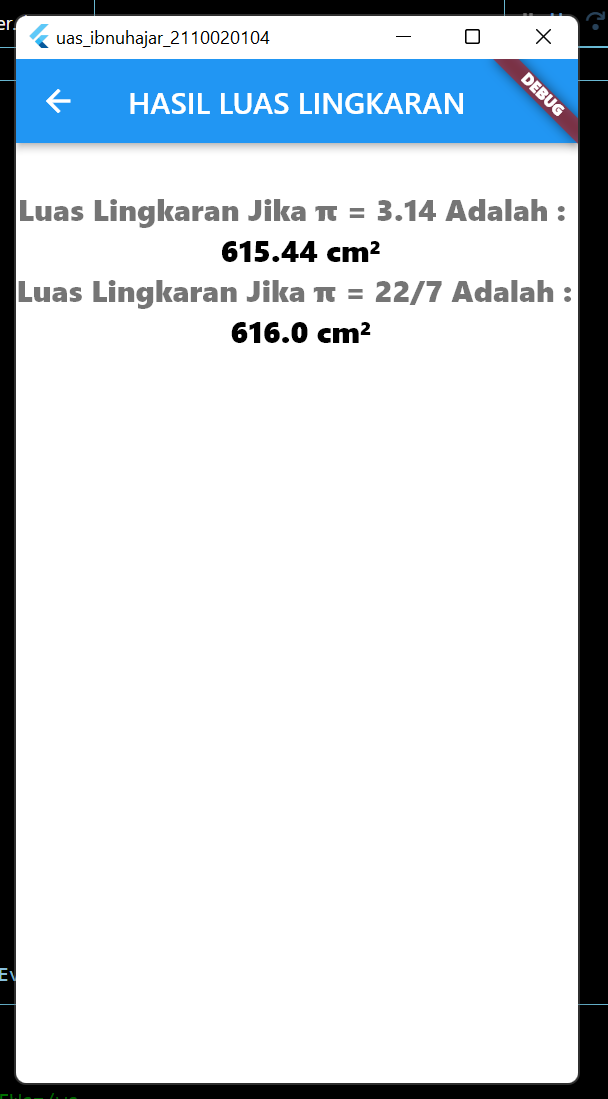 er.
uas_ibnuhajar_2110020104
HASIL LUAS LINGKARAN
DEBUG
Luas Lingkaran Jika π = 3.14 Adalah :
615.44 cm²
Luas Lingkaran Jika π = 22/7 Adalah :
616.0 cm²